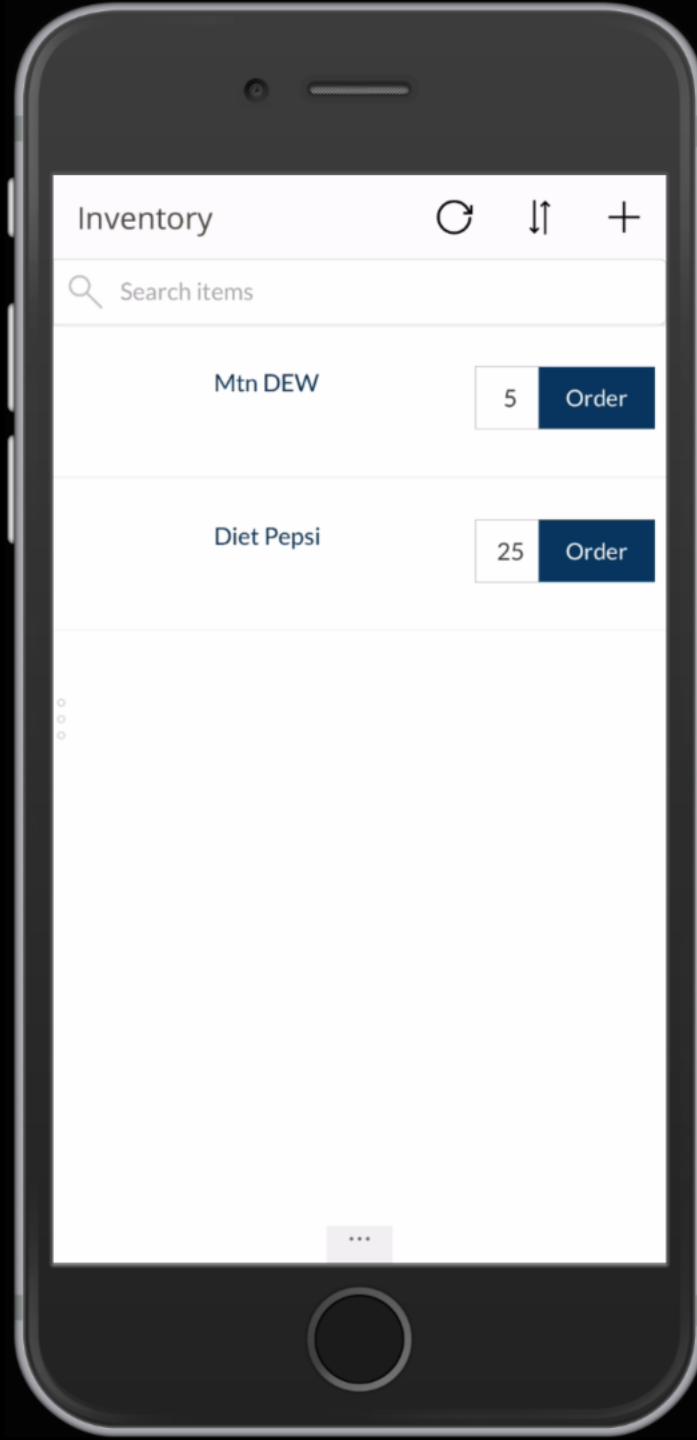 Inventory
Search items
Mtn DEW
5 Order
Diet Pepsi
25 Order
...